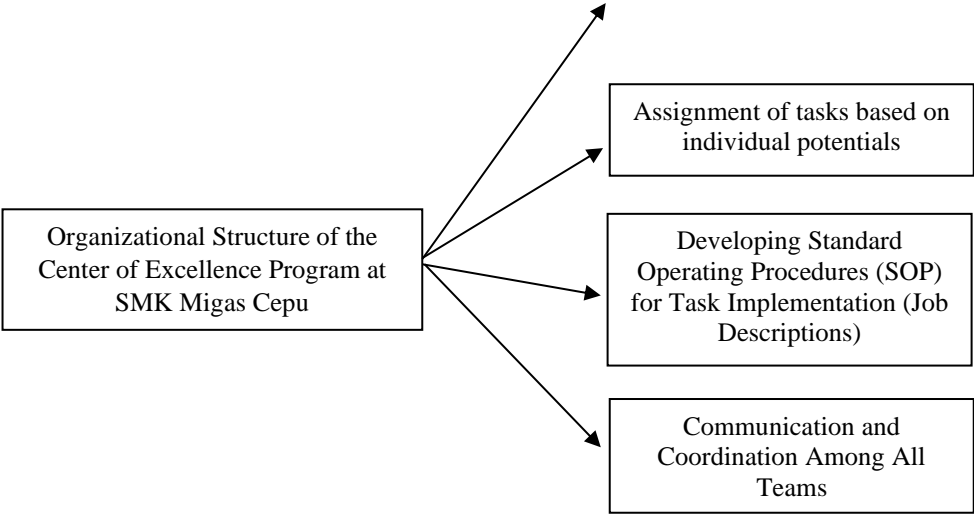 Assignment of tasks based on
individual potentials
Organizational Structure of the
Center of Excellence Program at
SMK Migas Cepu
Developing Standard
Operating Procedures (SOP)
for Task Implementation (Job
Descriptions)
Communication and
Coordination Among All
Teams